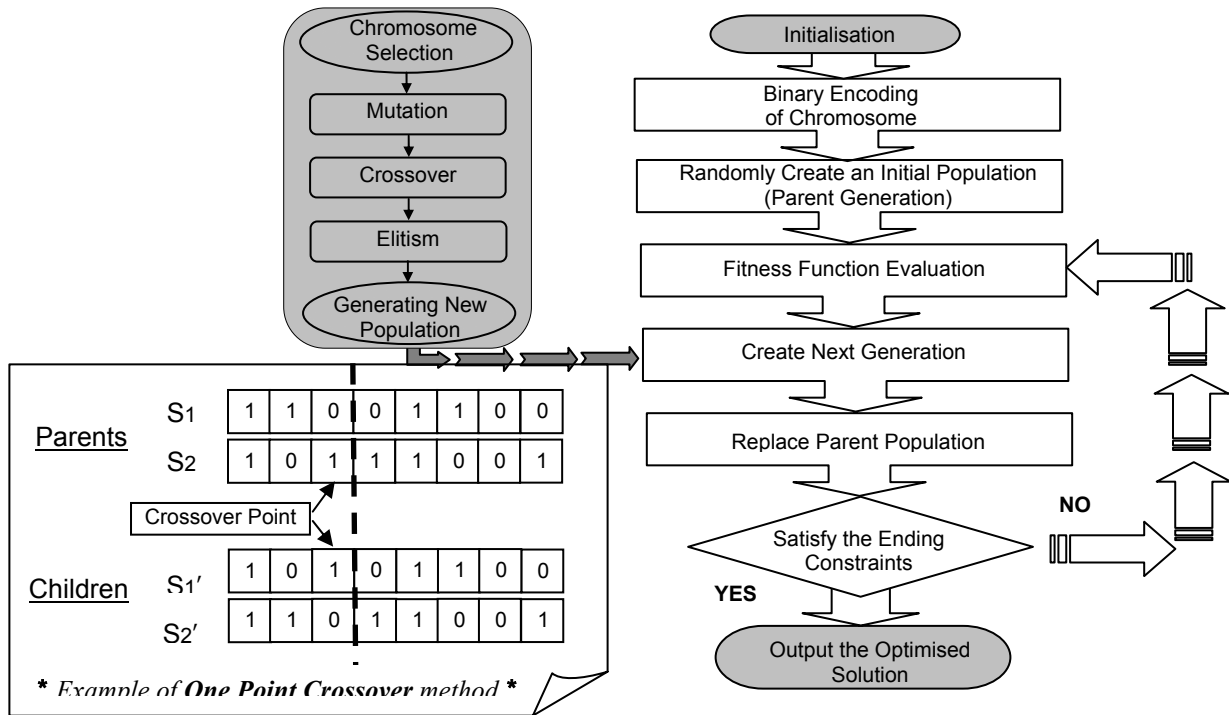 Chromosome
Selection
Mutation
Crossover
Elitism
Generating New
Population
Initialisation
Binary Encoding
of Chromosome
Randomly Create an Initial Population
(Parent Generation)
Fitness Function Evaluation
Create Next Generation
Replace Parent Population
Satisfy the Ending
Constraints
NO
YES
Output the Optimised
Solution
Parents
S1 1 1 0 0 1 1 0 0
S2 1 0 1 1 1 0 0 1
Crossover Point
Children
S1′ 1 0 1 0 1 1 0 0
S2′ 1 1 0 1 1 0 0 1
* Example of One Point Crossover method *